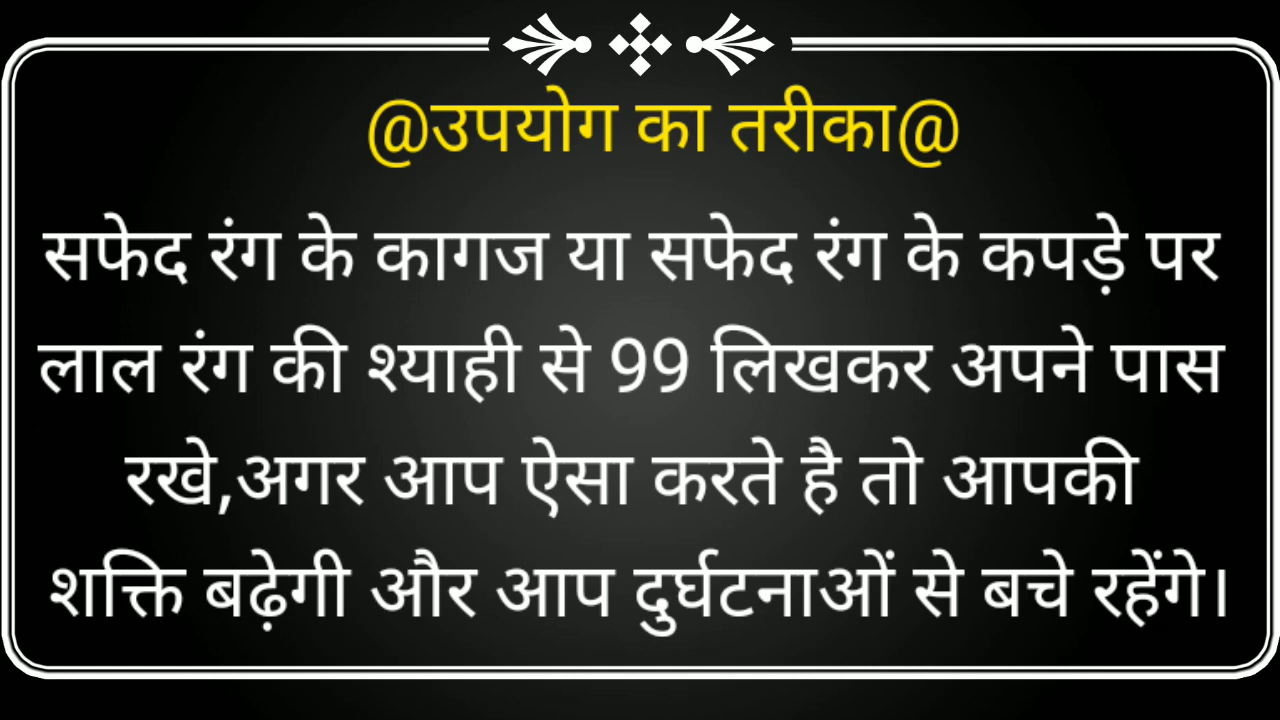 @उपयोग का तरीका@
सफेद रंग के कागज या सफेद रंग के कपड़े पर
लाल रंग की श्याही से 99 लिखकर अपने पास
रखे,अगर आप ऐसा करते है तो आपकी
शक्ति बढ़ेगी और आप दुर्घटनाओं से बचे रहेंगे।